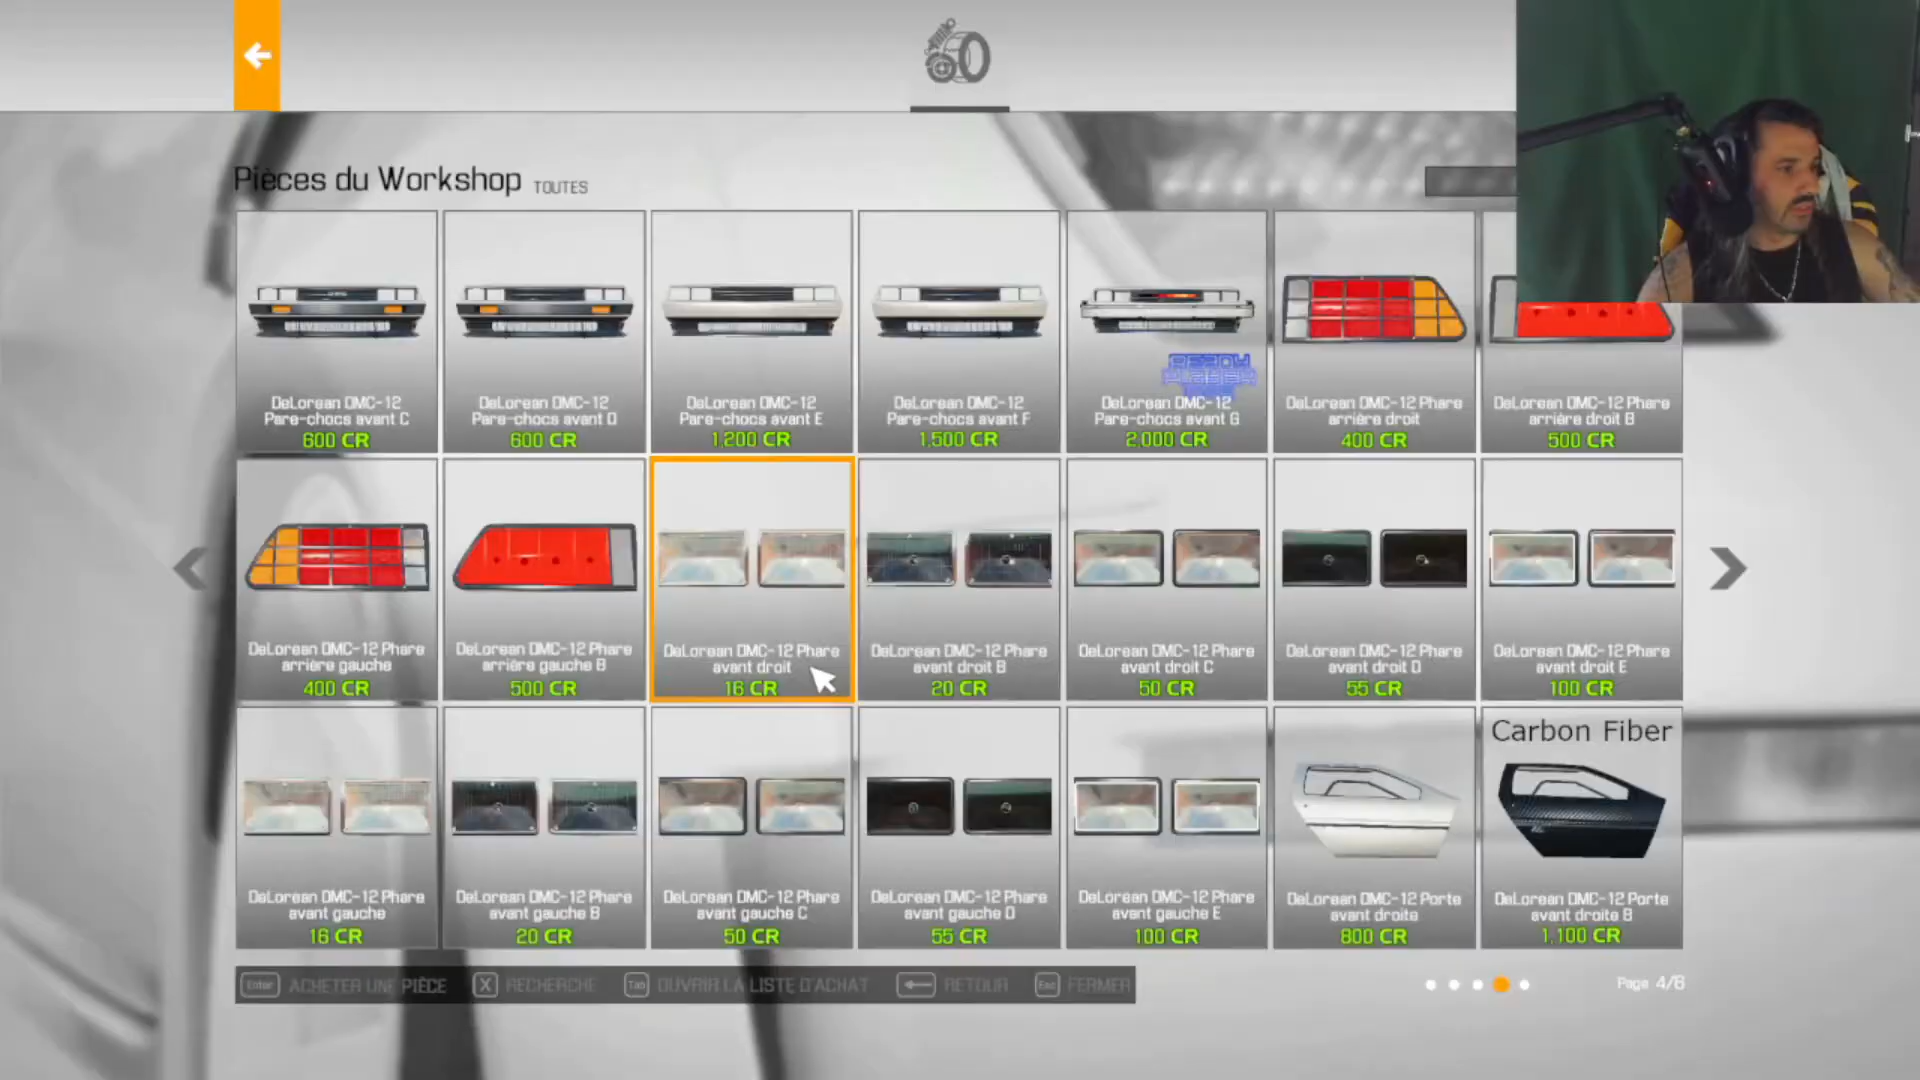 Pièces du Workshop TOUTES
DeLorean DMC-12
Pare-chocs avant C
600 CR
DeLorean DMC-12
Pare-chocs avant D
600 CR
DeLorean DMC-12
Pare-chocs avant E
1,200 CR
DeLorean DMC-12
Pare-chocs avant F
1,500 CR
READY
PLAYER
DeLorean DMC-12
Pare-chocs avant G
2,000 CR
DeLorean DMC-12 Phare
arrière droit
400 CR
DeLorean DMC-12 Phare
arrière droit B
500 CR
DeLorean DMC-12 Phare
arrière gauche
400 CR
DeLorean DMC-12 Phare
arrière gauche B
500 CR
DeLorean DMC-12 Phare
avant droit
16 CR
DeLorean DMC-12 Phare
avant droit B
20 CR
DeLorean DMC-12 Phare
avant droit C
50 CR
DeLorean DMC-12 Phare
avant droit D
55 CR
DeLorean DMC-12 Phare
avant droit E
100 CR
DeLorean DMC-12 Phare
avant gauche
16 CR
DeLorean DMC-12 Phare
avant gauche B
20 CR
DeLorean DMC-12 Phare
avant gauche C
50 CR
DeLorean DMC-12 Phare
avant gauche D
55 CR
DeLorean DMC-12 Phare
avant gauche E
100 CR
DeLorean DMC-12 Porte
avant droite
800 CR
Carbon Fiber
DeLorean DMC-12 Porte
avant droite B
1,100 CR
Enter ACHETER UNE PIÈCE X RECHERCHE Tab OUVRIR LA LISTE D'ACHAT RETOUR Esc FERMER
Page 4/6